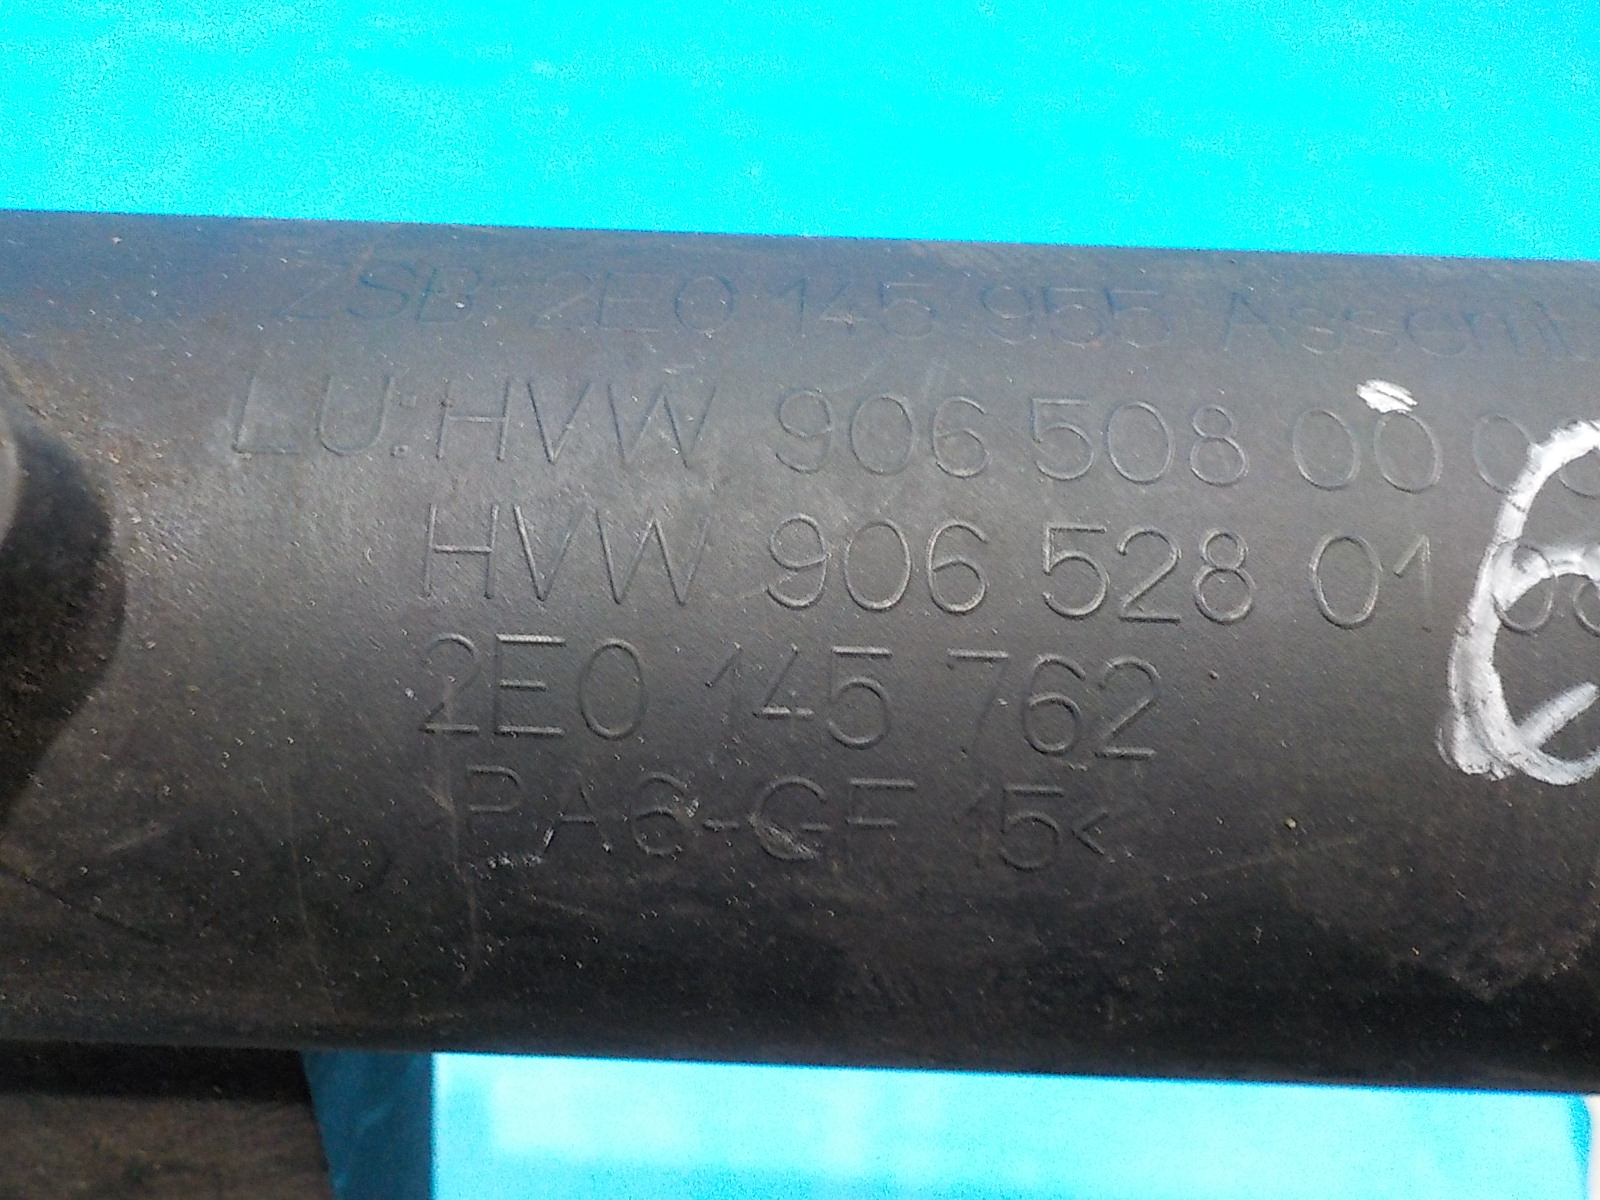 ZSB 2E0 145 955
LU: HVW 906 508 00
HVW 906 528 01
2E0 145 762
PA6-GF 15<